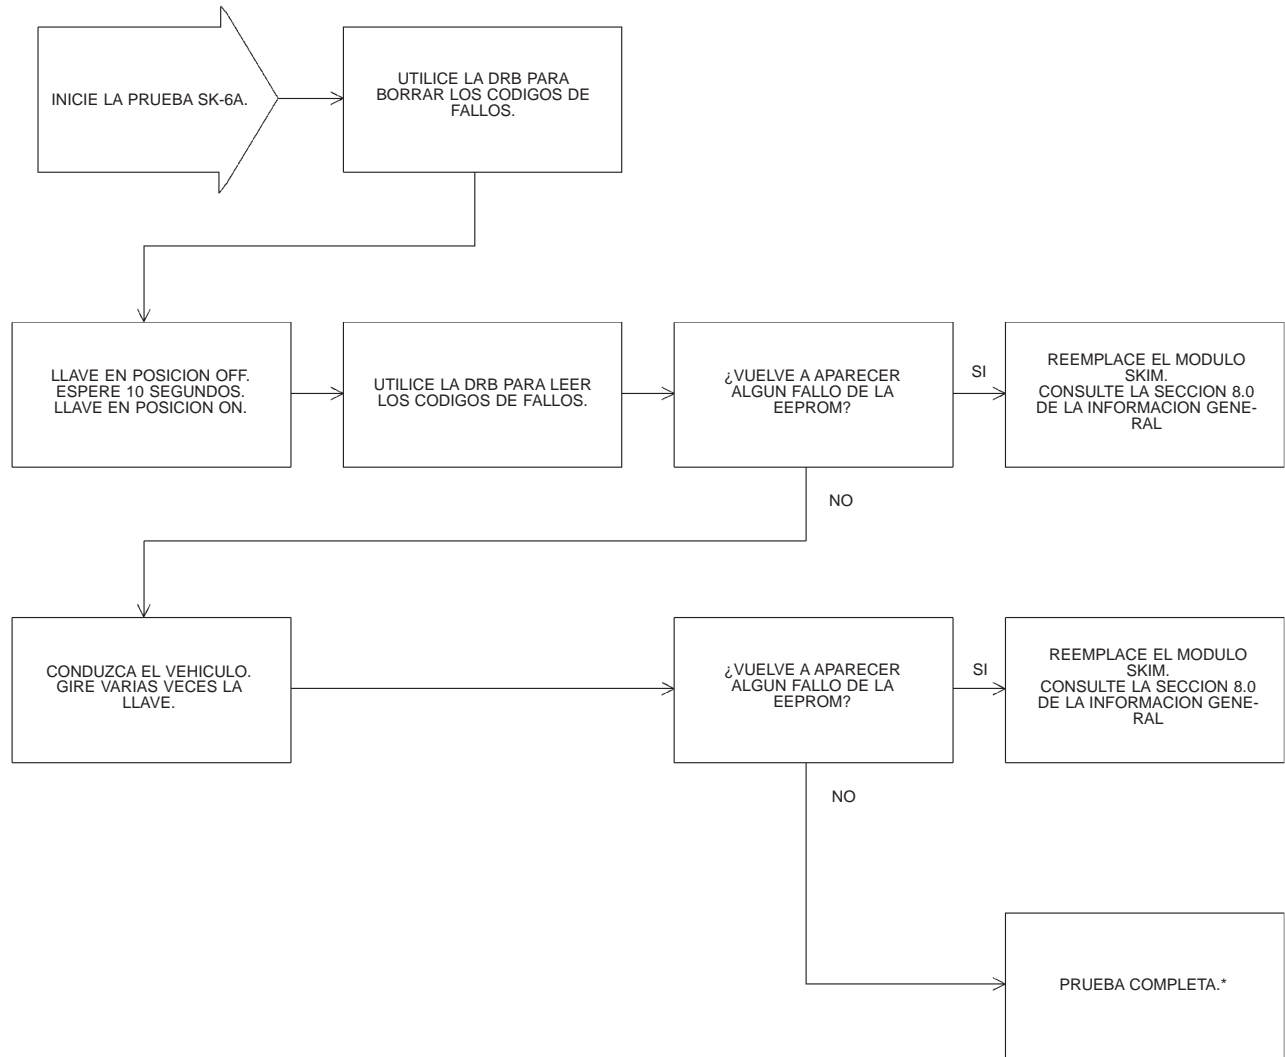 INICIE LA PRUEBA SK-6A.
UTILICE LA DRB PARA
BORRAR LOS CODIGOS DE
FALLOS.
LLAVE EN POSICION OFF.
ESPERE 10 SEGUNDOS.
LLAVE EN POSICION ON.
UTILICE LA DRB PARA LEER
LOS CODIGOS DE FALLOS.
¿VUELVE A APARECER
ALGUN FALLO DE LA
EEPROM?
SI
REEMPLACE EL MODULO
SKIM.
CONSULTE LA SECCION 8.0
DE LA INFORMACION GENE-
RAL
NO
CONDUZCA EL VEHICULO.
GIRE VARIAS VECES LA
LLAVE.
¿VUELVE A APARECER
ALGUN FALLO DE LA
EEPROM?
SI
REEMPLACE EL MODULO
SKIM.
CONSULTE LA SECCION 8.0
DE LA INFORMACION GENE-
RAL
NO
PRUEBA COMPLETA.*